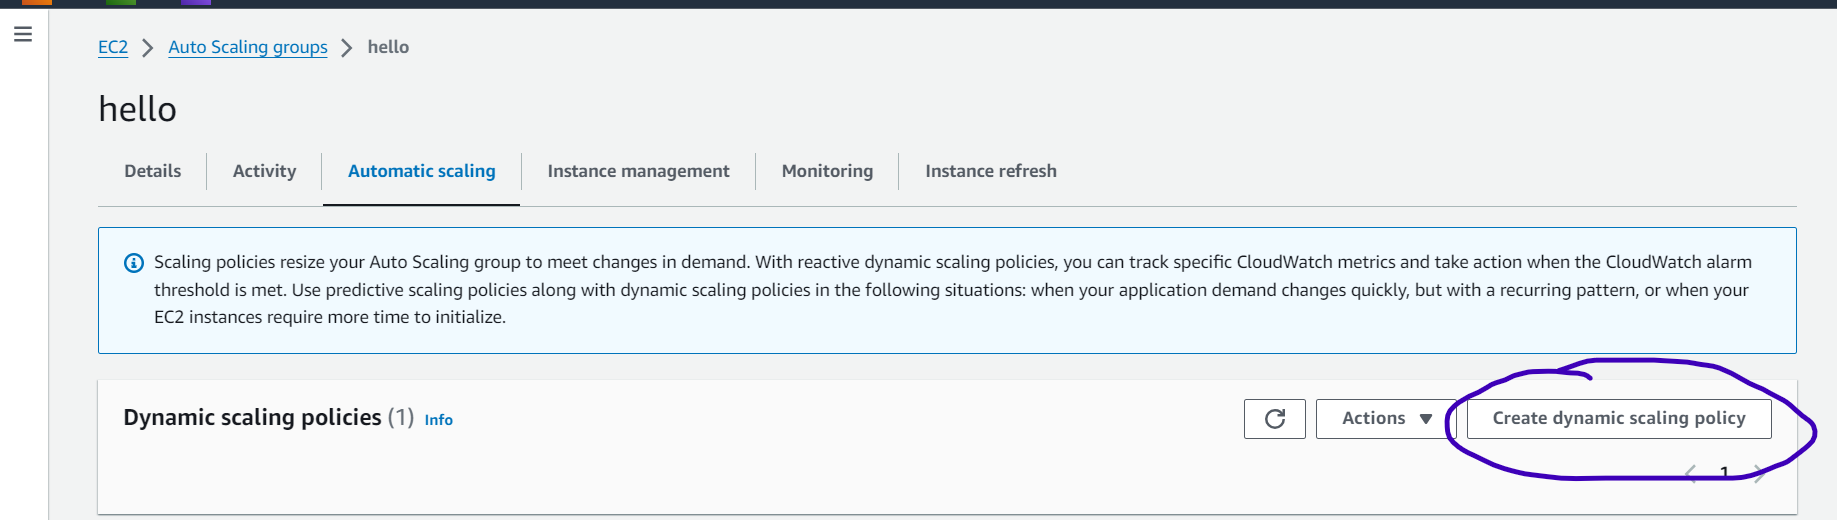 EC2 > Auto Scaling groups > hello
hello
Details Activity Automatic scaling Instance management Monitoring Instance refresh
Scaling policies resize your Auto Scaling group to meet changes in demand. With reactive dynamic scaling policies, you can track specific CloudWatch metrics and take action when the CloudWatch alarm
threshold is met. Use predictive scaling policies along with dynamic scaling policies in the following situations: when your application demand changes quickly, but with a recurring pattern, or when your
EC2 instances require more time to initialize.
Dynamic scaling policies (1) Info Actions Create dynamic scaling policy
1